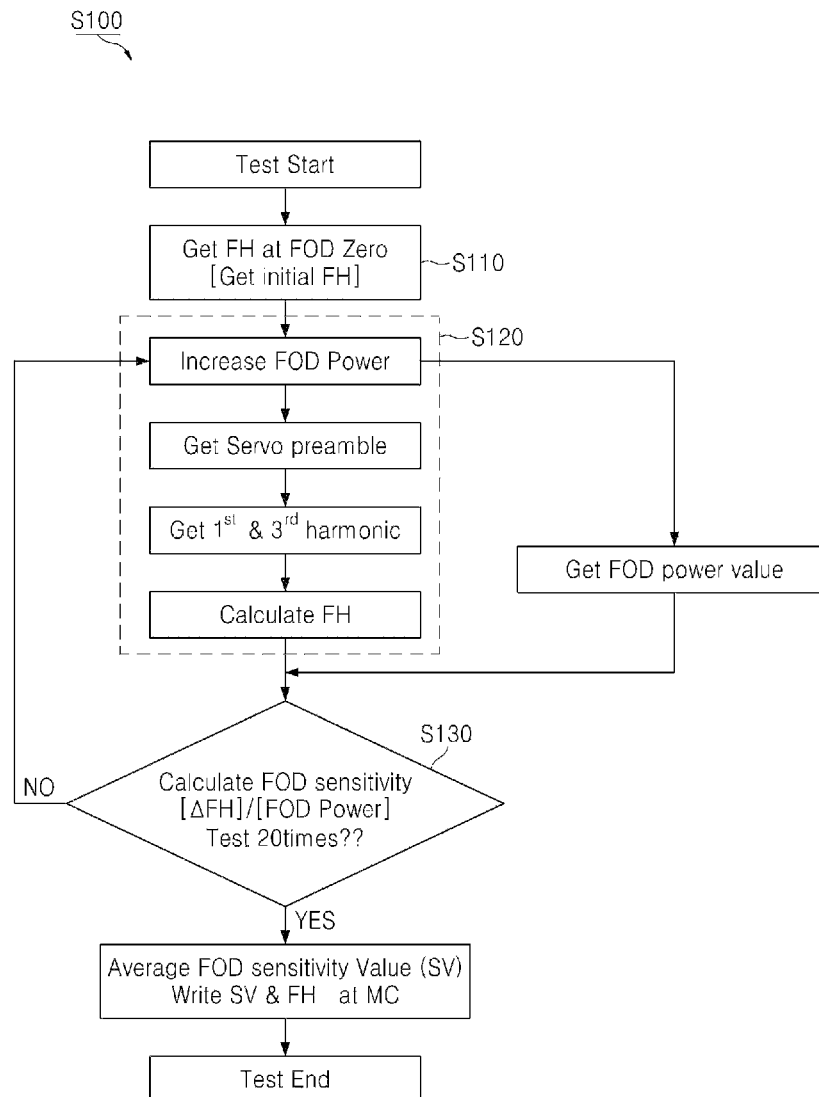 S100
Test Start
Get FH at FOD Zero
[Get initial FH]
S110
S120
Increase FOD Power
Get Servo preamble
Get 1st & 3rd harmonic
Get FOD power value
Calculate FH
S130
Calculate FOD sensitivity
[ΔFH]/[FOD Power]
Test 20times??
NO
YES
Average FOD sensitivity Value (SV)
Write SV & FH at MC
Test End